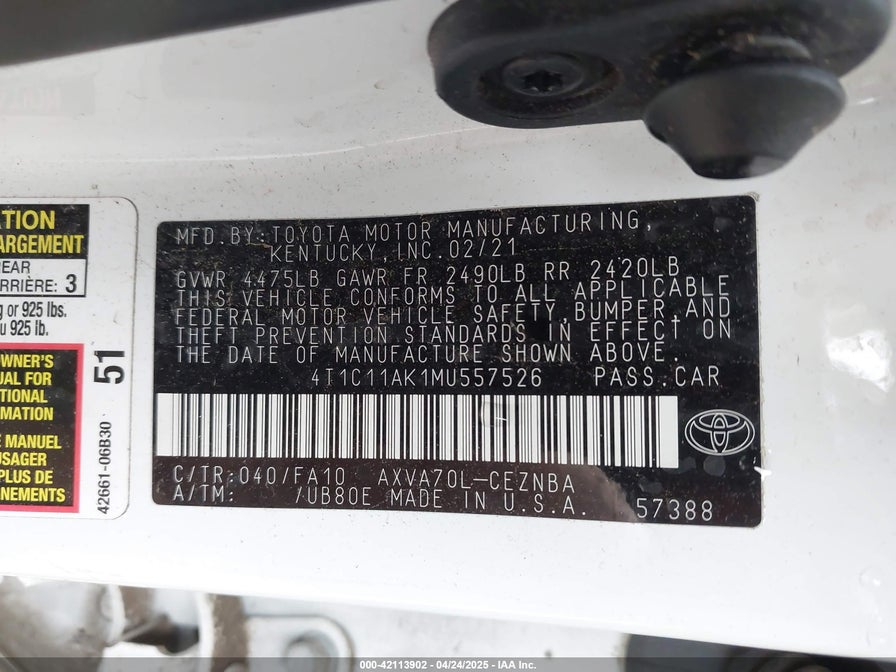 ATION
ARGEMENT
REAR
ARRIÈRE: 3
g or 925 lbs.
u 925 lb.
OWNER'S
UAL FOR
TIONAL
RMATION
E MANUEL
USAGER
PLUS DE
NEMENTS
51
42661-06B30
MFD.BY:TOYOTA MOTOR MANUFACTURING,
KENTUCKY,INC.02/21
GVWR 4475LB GAWR FR 2490LB RR 2420LB
THIS VEHICLE CONFORMS TO ALL APPLICABLE
FEDERAL MOTOR VEHICLE SAFETY,BUMPER,AND
THEFT PREVENTION STANDARDS IN EFFECT ON
THE DATE OF MANUFACTURE SHOWN ABOVE.
4T1C11AK1MU557526 PASS.CAR
C/TR:040/FA10 AXVA70L-CEZNBA
A/TM: /UB80E MADE IN U.S.A. 57388
000-42113902 - 04/24/2025 - IAA Inc.